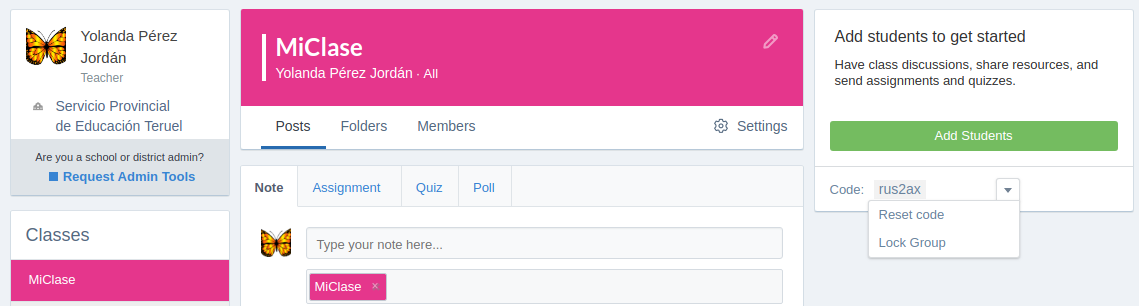 Yolanda Pérez
Jordán
Teacher
Servicio Provincial
de Educación Teruel
Are you a school or district admin?
Request Admin Tools
Classes
MiClase
MiClase
Yolanda Pérez Jordán · All
Posts Folders Members Settings
Note Assignment Quiz Poll
Type your note here...
MiClase ×
Add students to get started
Have class discussions, share resources, and
send assignments and quizzes.
Add Students
Code: rus2ax
Reset code
Lock Group